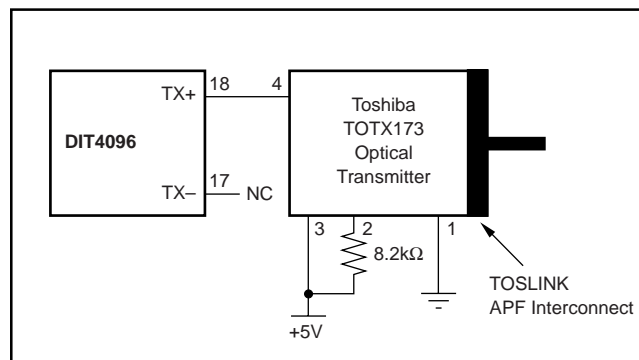 TX+
18
4
DIT4096
TX–
17
NC
Toshiba
TOTX173
Optical
Transmitter
3
2
1
8.2kΩ
+5V
TOSLINK
APF Interconnect